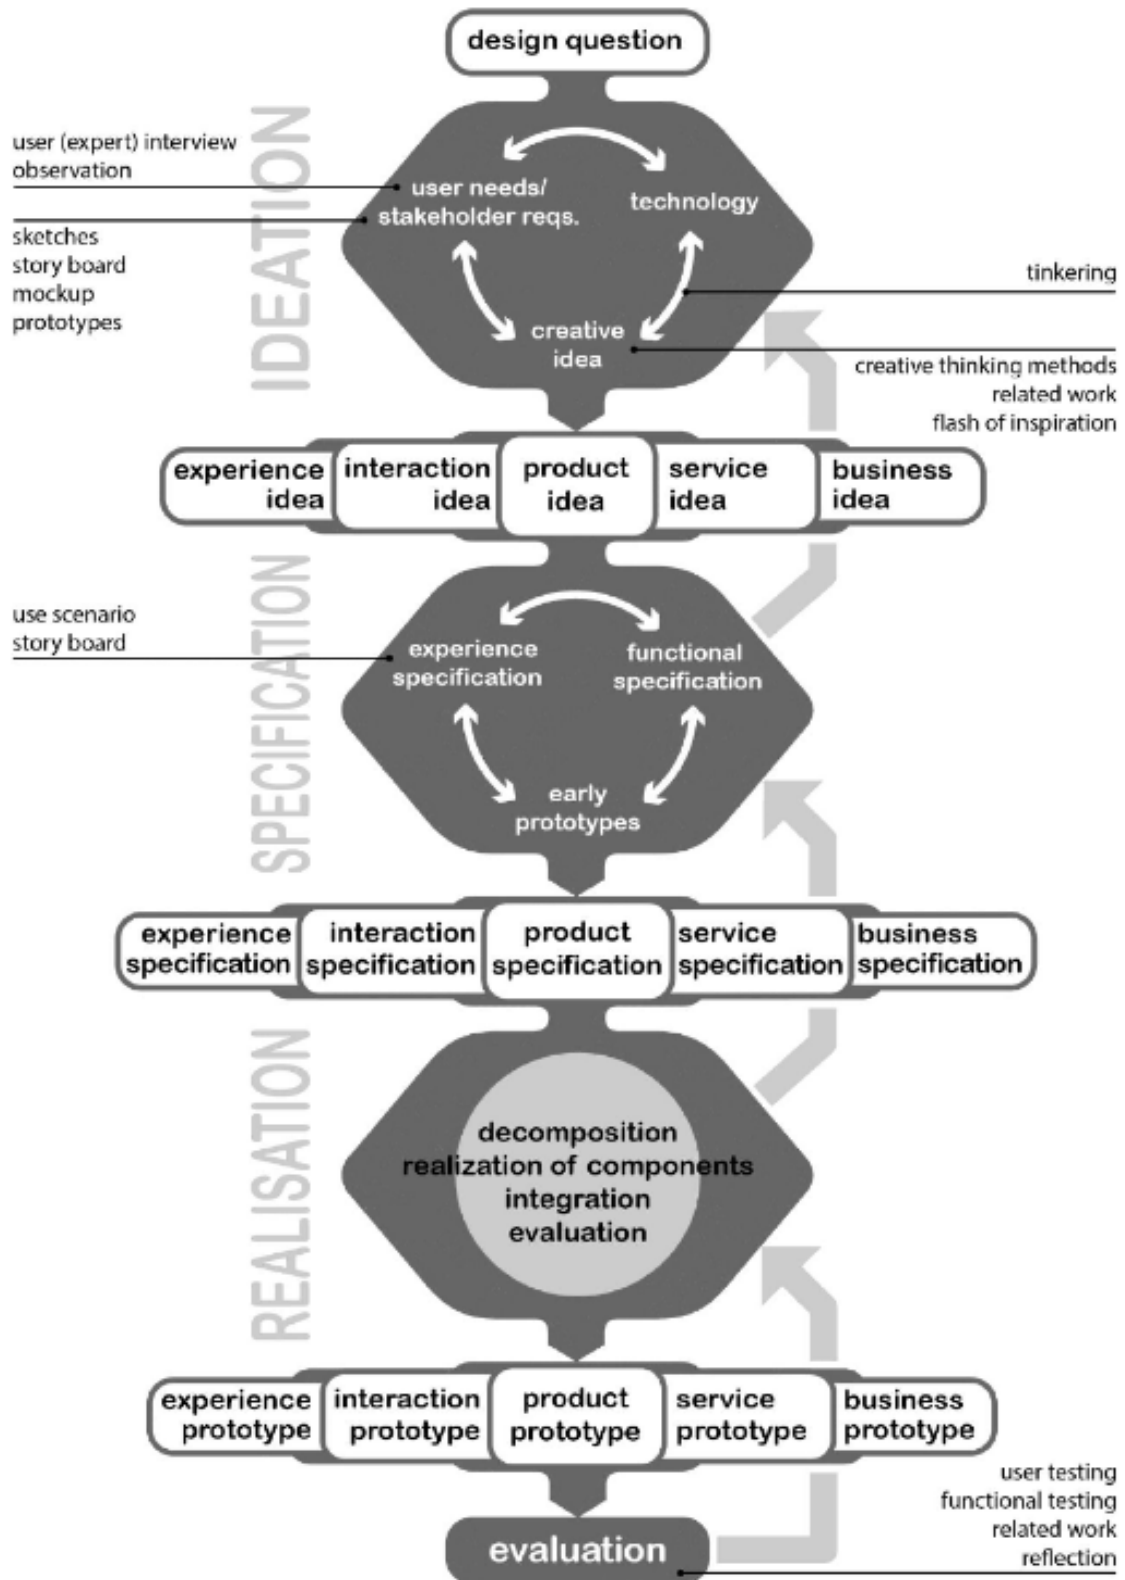 design question
IDEATION
user (expert) interview
observation
sketches
story board
mockup
prototypes
user needs/
stakeholder reqs.
technology
creative
idea
tinkering
creative thinking methods
related work
flash of inspiration
experience
idea
interaction
idea
product
idea
service
idea
business
idea
SPECIFICATION
use scenario
story board
experience
specification
functional
specification
early
prototypes
experience
specification
interaction
specification
product
specification
service
specification
business
specification
REALISATION
decomposition
realization of components
integration
evaluation
experience
prototype
interaction
prototype
product
prototype
service
prototype
business
prototype
evaluation
user testing
functional testing
related work
reflection